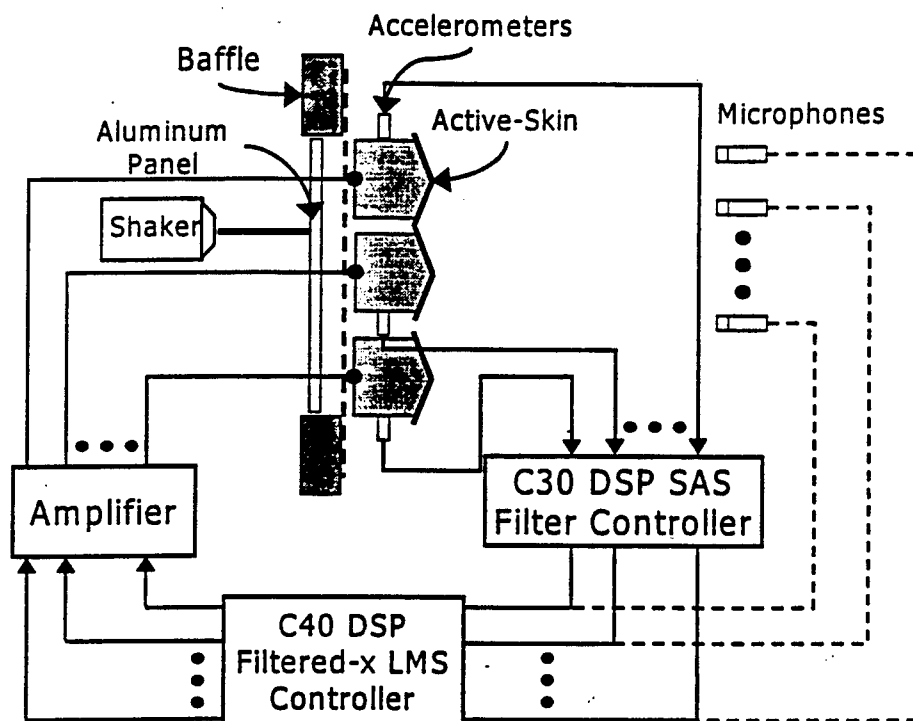 Accelerometers
Baffle
Microphones
Aluminum
Panel
Active-Skin
Shaker
C30 DSP SAS
Filter Controller
Amplifier
C40 DSP
Filtered-x LMS
Controller